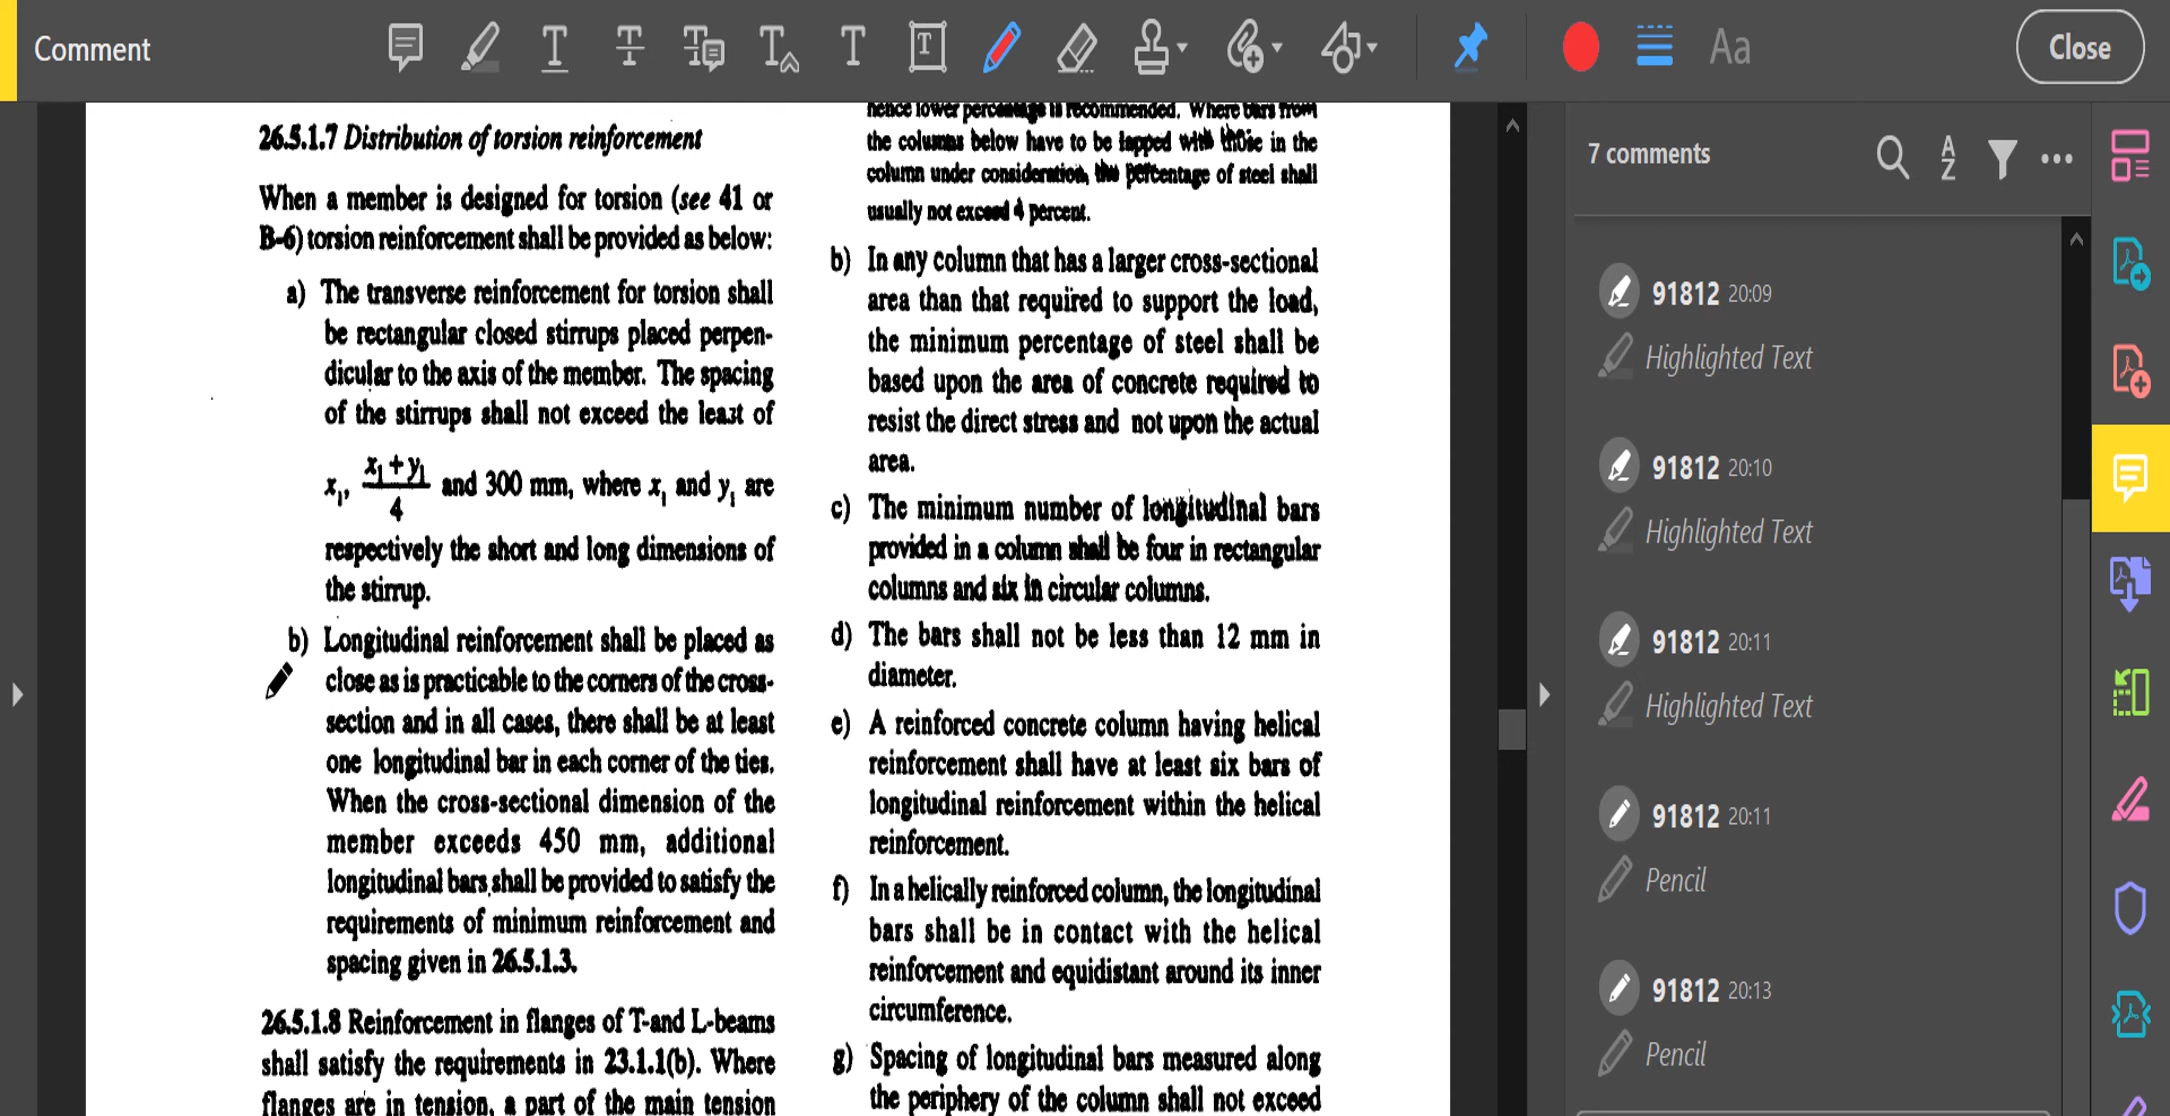 Comment
Aa
Close
26.5.1.7 Distribution of torsion reinforcement
When a member is designed for torsion (see 41 or
B-6) torsion reinforcement shall be provided as below:
a) The transverse reinforcement for torsion shall
be rectangular closed stirrups placed perpen-
dicular to the axis of the member. The spacing
of the stirrups shall not exceed the least of
x₁, (x₁ + y₁)/4 and 300 mm, where x₁ and y₁ are
respectively the short and long dimensions of
the stirrup.
b) Longitudinal reinforcement shall be placed as
close as is practicable to the corners of the cross-
section and in all cases, there shall be at least
one longitudinal bar in each corner of the ties.
When the cross-sectional dimension of the
member exceeds 450 mm, additional
longitudinal bars shall be provided to satisfy the
requirements of minimum reinforcement and
spacing given in 26.5.1.3.
26.5.1.8 Reinforcement in flanges of T-and L-beams
shall satisfy the requirements in 23.1.1(b). Where
flanges are in tension, a part of the main tension
hence lower percentage is recommended. Where bars from
the columns below have to be lapped with those in the
column under consideration, the percentage of steel shall
usually not exceed 4 percent.
b) In any column that has a larger cross-sectional
area than that required to support the load,
the minimum percentage of steel shall be
based upon the area of concrete required to
resist the direct stress and not upon the actual
area.
c) The minimum number of longitudinal bars
provided in a column shall be four in rectangular
columns and six in circular columns.
d) The bars shall not be less than 12 mm in
diameter.
e) A reinforced concrete column having helical
reinforcement shall have at least six bars of
longitudinal reinforcement within the helical
reinforcement.
f) In a helically reinforced column, the longitudinal
bars shall be in contact with the helical
reinforcement and equidistant around its inner
circumference.
g) Spacing of longitudinal bars measured along
the periphery of the column shall not exceed
7 comments
91812 20:09
Highlighted Text
91812 20:10
Highlighted Text
91812 20:11
Highlighted Text
91812 20:11
Pencil
91812 20:13
Pencil